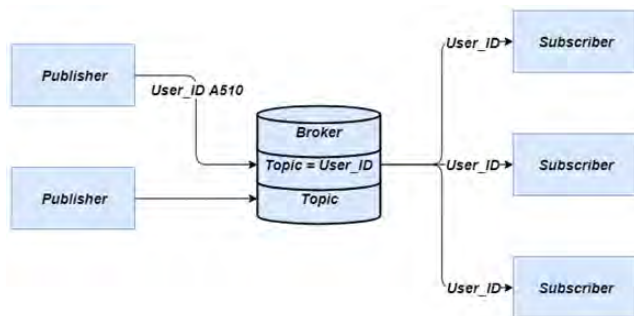 Publisher
User_ID A510
Publisher
Broker
Topic = User_ID
Topic
User_ID
Subscriber
User_ID
Subscriber
User_ID
Subscriber